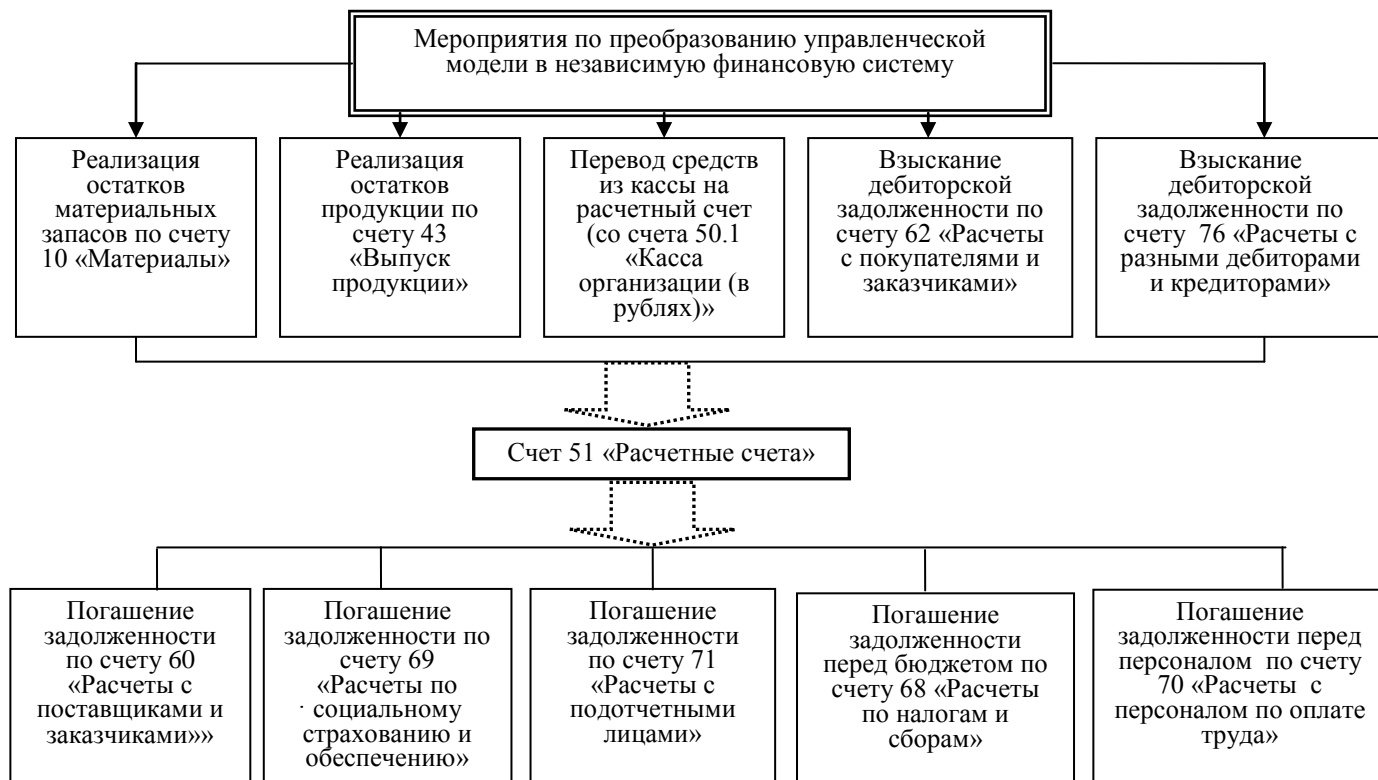 Мероприятия по преобразованию управленческой
модели в независимую финансовую систему
Реализация
остатков
материальных
запасов по счету
10 «Материалы»
Реализация
остатков
продукции по
счету 43
«Выпуск
продукции»
Перевод средств
из кассы на
расчетный счет
(со счета 50.1
«Касса
организации (в
рублях)»
Взыскание
дебиторской
задолженности по
счету 62 «Расчеты
с покупателями и
заказчиками»
Взыскание
дебиторской
задолженности по
счету 76 «Расчеты с
разными дебиторами
и кредиторами»
Счет 51 «Расчетные счета»
Погашение
задолженности
по счету 60
«Расчеты с
поставщиками и
заказчиками»»
Погашение
задолженности по
счету 69
«Расчеты по
социальному
страхованию и
обеспечению»
Погашение
задолженности
по счету 71
«Расчеты с
подотчетными
лицами»
Погашение
задолженности
перед бюджетом по
счету 68 «Расчеты
по налогам и
сборам»
Погашение
задолженности перед
персоналом по счету
70 «Расчеты с
персоналом по оплате
труда»